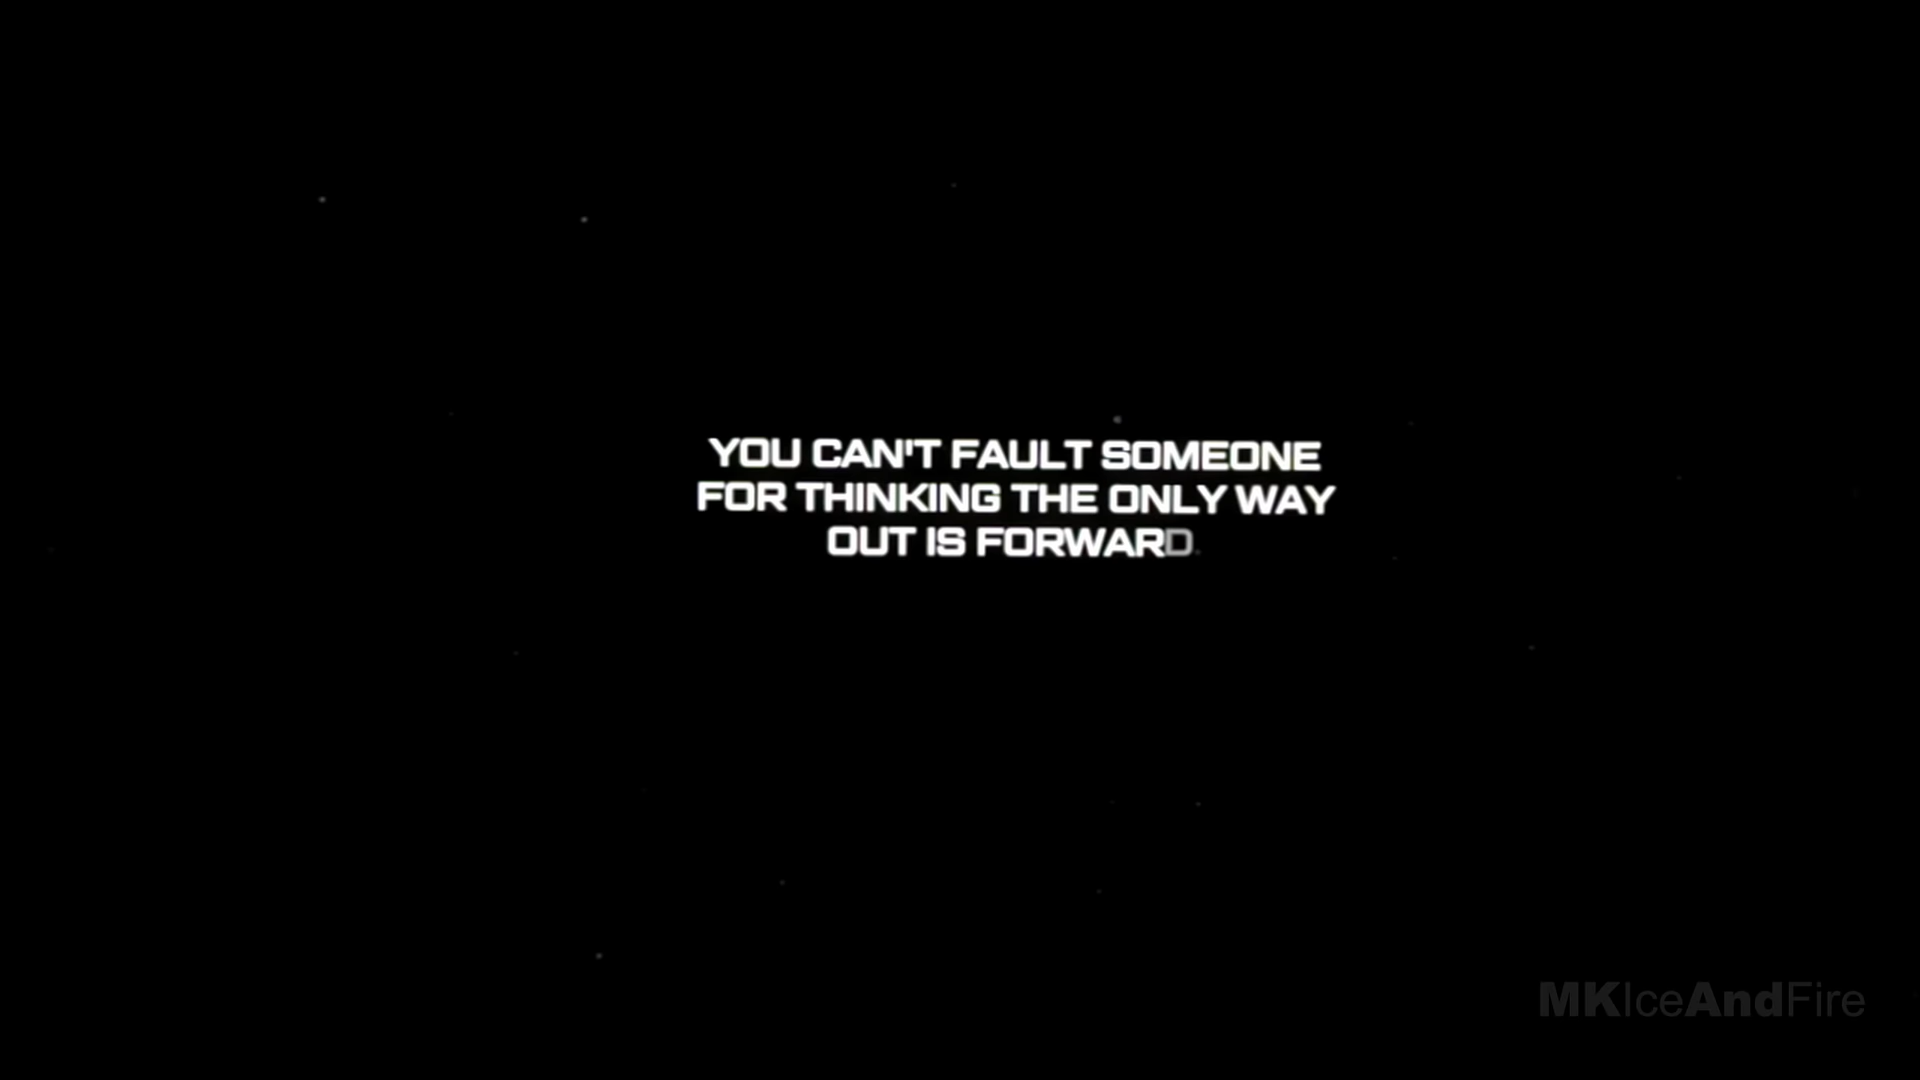 YOU CAN'T FAULT SOMEONE
FOR THINKING THE ONLY WAY
OUT IS FORWARD.
MKIceAndFire